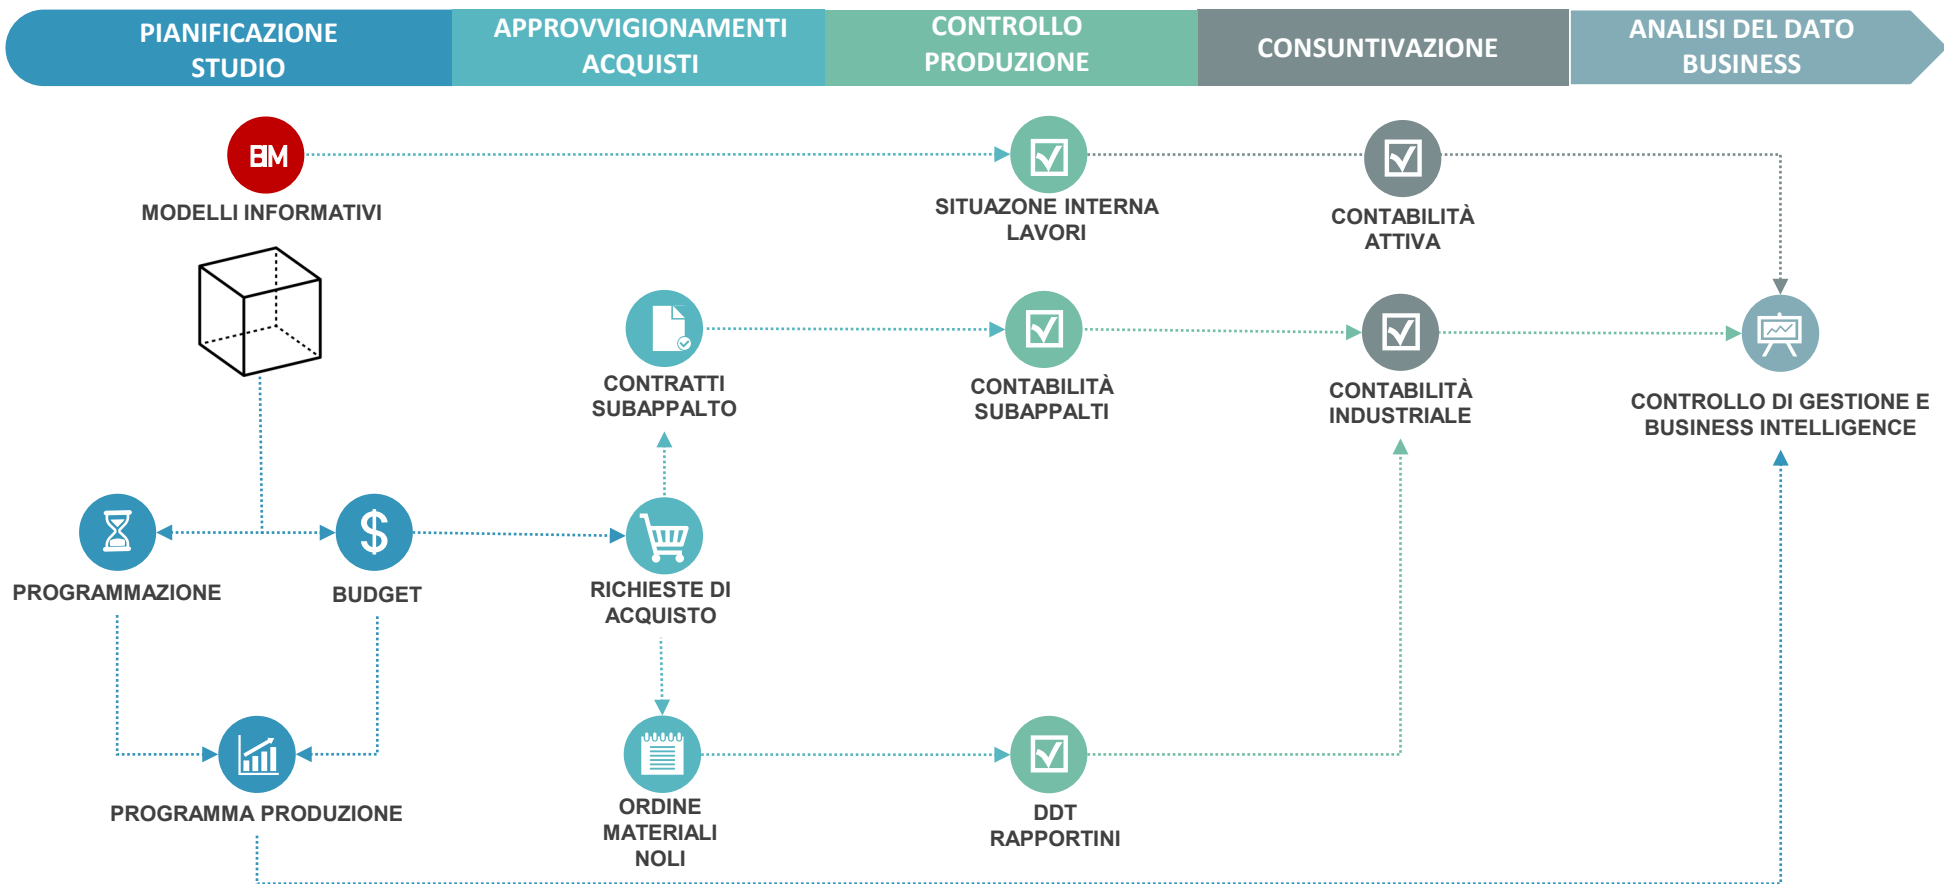 PIANIFICAZIONE
STUDIO
APPROVVIGIONAMENTI
ACQUISTI
CONTROLLO
PRODUZIONE
CONSUNTIVAZIONE
ANALISI DEL DATO
BUSINESS
BIM
MODELLI INFORMATIVI
SITUAZONE INTERNA
LAVORI
CONTABILITÀ
ATTIVA
CONTRATTI
SUBAPPALTO
CONTABILITÀ
SUBAPPALTI
CONTABILITÀ
INDUSTRIALE
CONTROLLO DI GESTIONE E
BUSINESS INTELLIGENCE
$
PROGRAMMAZIONE
BUDGET
RICHIESTE DI
ACQUISTO
PROGRAMMA PRODUZIONE
ORDINE
MATERIALI
NOLI
DDT
RAPPORTINI